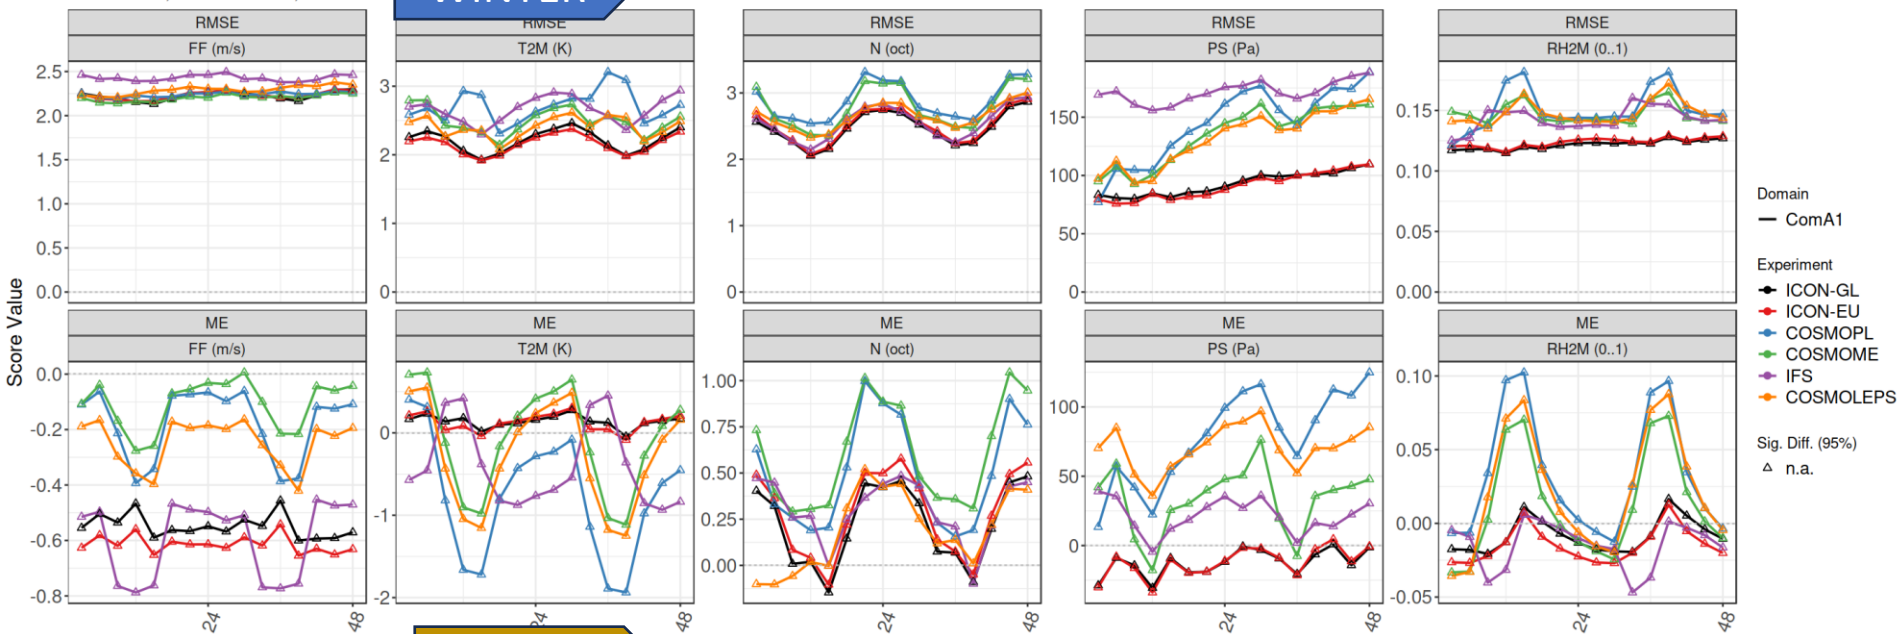 WINTER
RMSE RMSE RMSE RMSE RMSE
FF (m/s) T2M (K) N (oct) PS (Pa) RH2M (0..1)
2.5
2.0
1.5
1.0
0.5
0.0
3
2
1
0
3
2
1
0
150
100
50
0
0.15
0.10
0.05
0.00
Score Value
ME ME ME ME ME
FF (m/s) T2M (K) N (oct) PS (Pa) RH2M (0..1)
0.0
-0.2
-0.4
-0.6
-0.8
0
-1
-2
1.00
0.75
0.50
0.25
0.00
100
50
0
0.10
0.05
0.00
-0.05
24 48 24 48 24 48 24 48 24 48
Domain
ComA1
Experiment
ICON-GL
ICON-EU
COSMOPL
COSMOME
IFS
COSMOLEPS
Sig. Diff. (95%)
n.a.